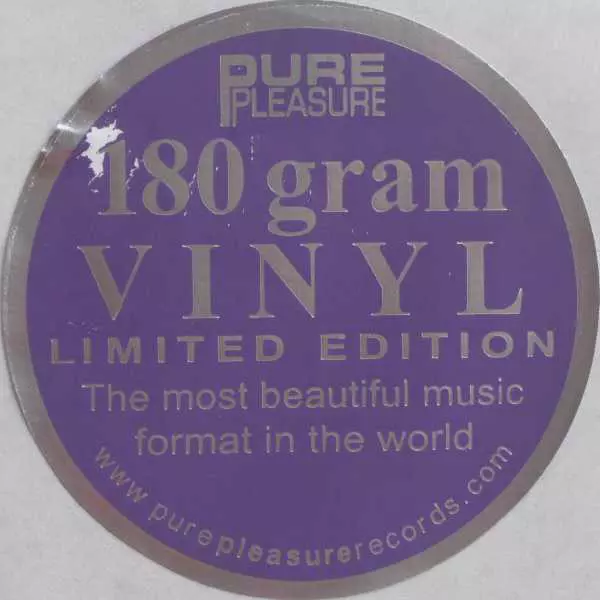 PURE
PLEASURE
180 gram
VINYL
LIMITED EDITION
The most beautiful music
format in the world
www.purepleasurerecords.com